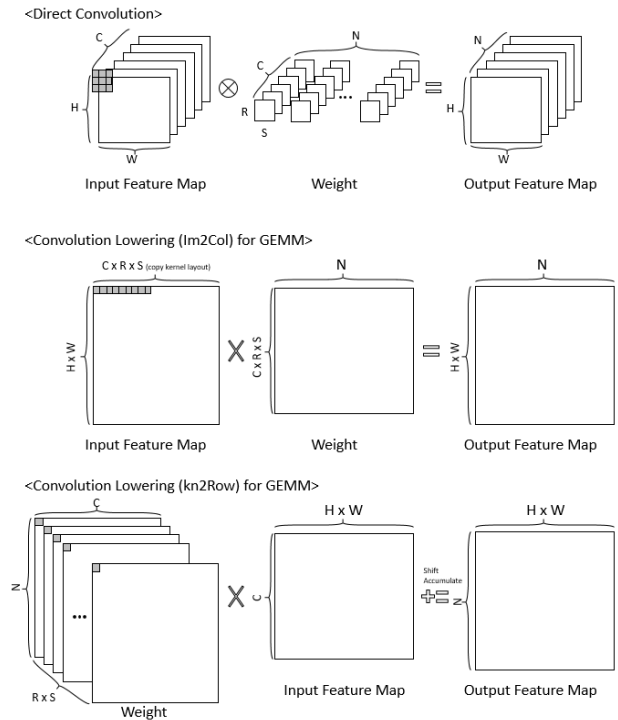 <Direct Convolution>
C
H
W
Input Feature Map
N
C
R
S
...
Weight
N
H
W
Output Feature Map
<Convolution Lowering (Im2Col) for GEMM>
C x R x S (copy kernel layout)
H x W
Input Feature Map
N
C x R x S
Weight
N
H x W
Output Feature Map
<Convolution Lowering (kn2Row) for GEMM>
C
N
...
R x S
Weight
H x W
C
Input Feature Map
Shift
Accumulate
H x W
N
Output Feature Map